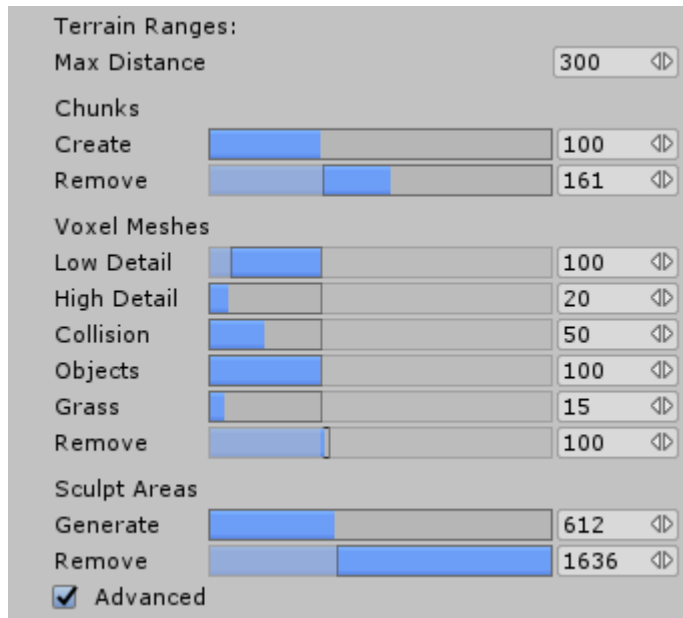 Terrain Ranges:
Max Distance 300
Chunks
Create 100
Remove 161
Voxel Meshes
Low Detail 100
High Detail 20
Collision 50
Objects 100
Grass 15
Remove 100
Sculpt Areas
Generate 612
Remove 1636
Advanced